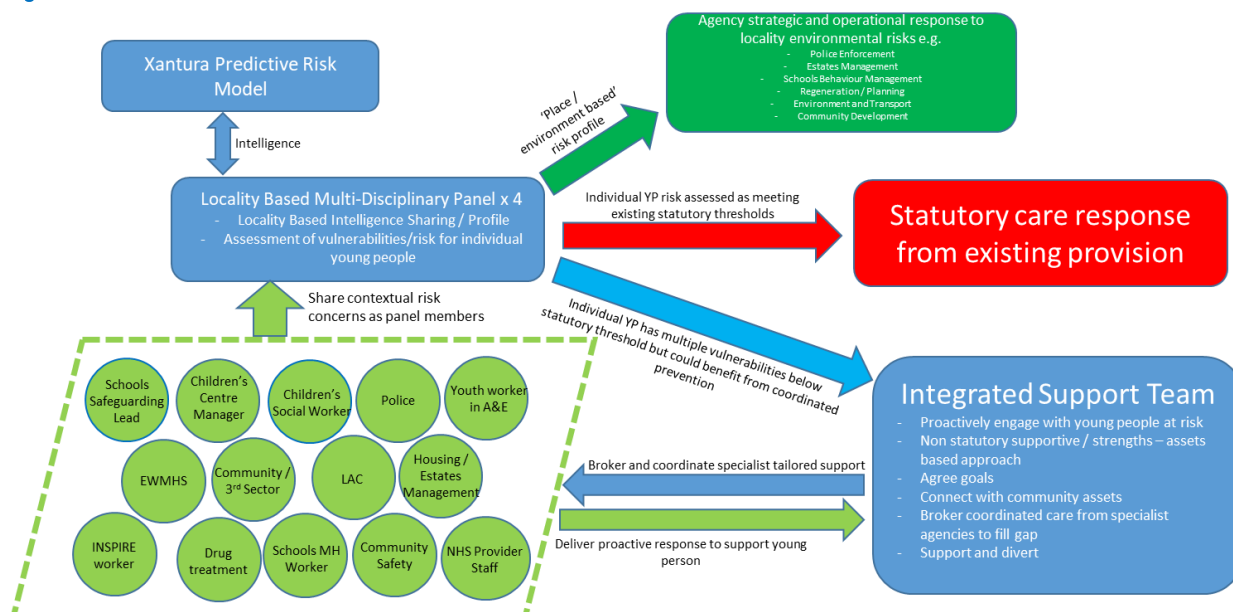 Xantura Predictive Risk
Model
Intelligence
Agency strategic and operational response to
locality environmental risks e.g.
- Police Enforcement
- Estates Management
- Schools Behaviour Management
- Regeneration / Planning
- Environment and Transport
- Community Development
'Place /
environment based'
risk profile
Locality Based Multi-Disciplinary Panel x 4
- Locality Based Intelligence Sharing / Profile
- Assessment of vulnerabilities/risk for individual
young people
Individual YP risk assessed as meeting
existing statutory thresholds
Statutory care response
from existing provision
Share contextual risk
concerns as panel members
Individual YP has multiple vulnerabilities below
statutory threshold but could benefit from coordinated
prevention
Schools
Safeguarding
Lead
Children's
Centre
Manager
Children's
Social Worker
Police
Youth worker
in A&E
EWMHS
Community /
3rd Sector
LAC
Housing /
Estates
Management
INSPIRE
worker
Drug
treatment
Schools MH
Worker
Community
Safety
NHS Provider
Staff
Broker and coordinate specialist tailored support
Deliver proactive response to support young
person
Integrated Support Team
- Proactively engage with young people at risk
- Non statutory supportive / strengths – assets
based approach
- Agree goals
- Connect with community assets
- Broker coordinated care from specialist
agencies to fill gap
- Support and divert